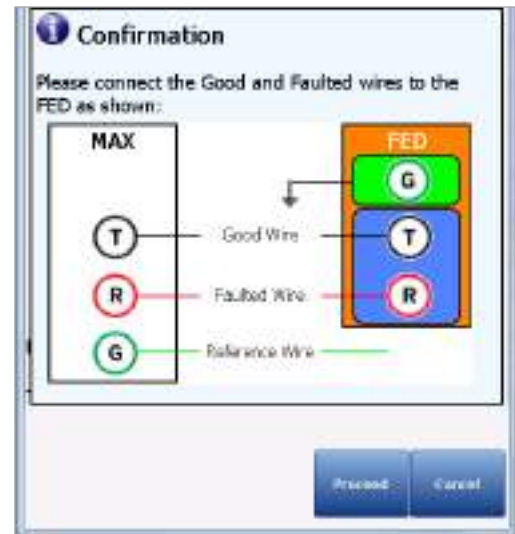 Confirmation
Please connect the Good and Faulted wires to the
FED as shown:
MAX
FED
G
T
Good Wire
T
R
Faulted Wire
R
G
Reference Wire
Proceed
Cancel